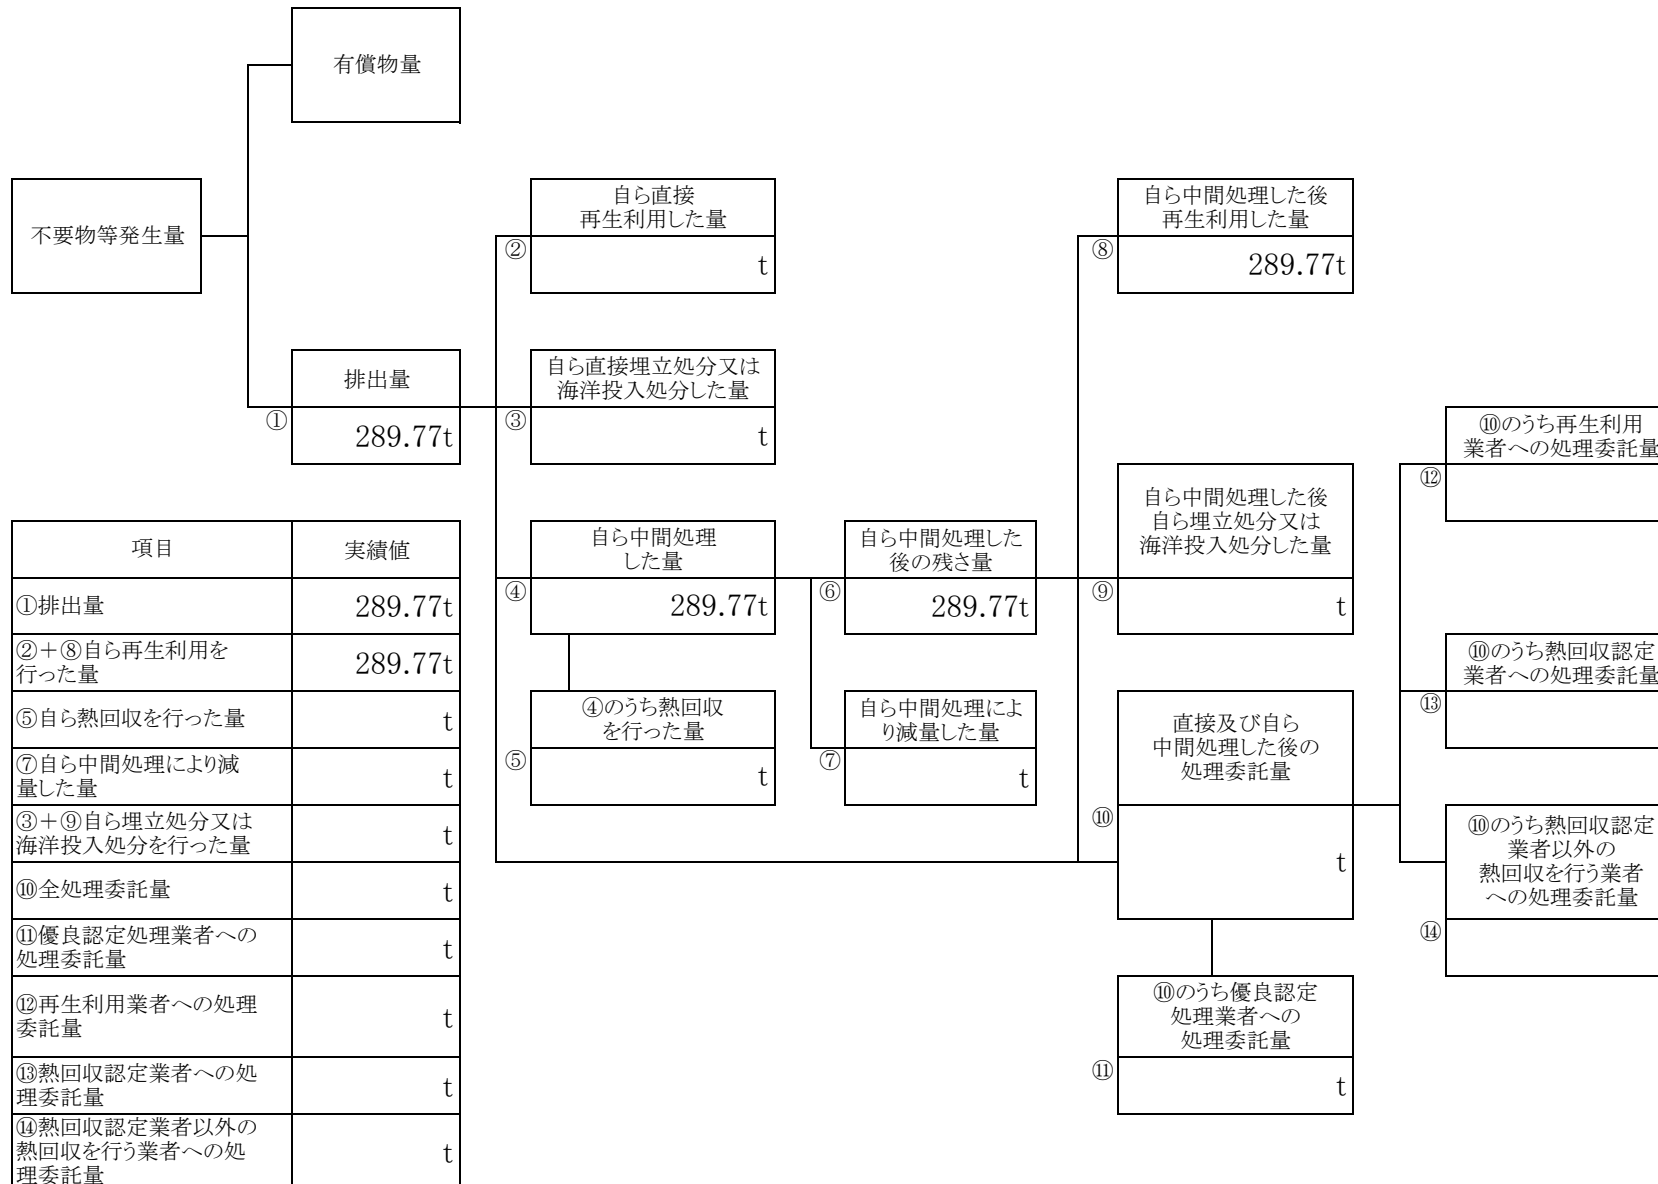 有償物量
不要物等発生量
自ら直接
再生利用した量
②
t
自ら中間処理した後
再生利用した量
⑧
289.77t
排出量
①
289.77t
自ら直接埋立処分又は
海洋投入処分した量
③
t
⑩のうち再生利用
業者への処理委託量
⑫
自ら中間処理した後
自ら埋立処分又は
海洋投入処分した量
⑨
t
自ら中間処理
した量
④
289.77t
自ら中間処理した
後の残さ量
⑥
289.77t
⑩のうち熱回収認定
業者への処理委託量
⑬
④のうち熱回収
を行った量
⑤
t
自ら中間処理によ
り減量した量
⑦
t
直接及び自ら
中間処理した後の
処理委託量
⑩
t
⑩のうち熱回収認定
業者以外の
熱回収を行う業者
への処理委託量
⑭
⑩のうち優良認定
処理業者への
処理委託量
⑪
t
項目
実績値
①排出量
289.77t
②+⑧自ら再生利用を
行った量
289.77t
⑤自ら熱回収を行った量
t
⑦自ら中間処理により減
量した量
t
③+⑨自ら埋立処分又は
海洋投入処分を行った量
t
⑩全処理委託量
t
⑪優良認定処理業者への
処理委託量
t
⑫再生利用業者への処理
委託量
t
⑬熱回収認定業者への処
理委託量
t
⑭熱回収認定業者以外の
熱回収を行う業者への処
理委託量
t